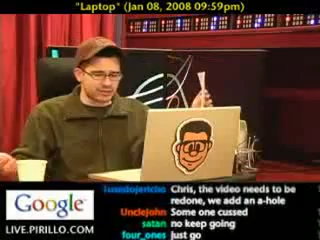 "Laptop" (Jan 08, 2008 09:59pm)
Tuxedojericho Chris, the video needs to be
redone, we add an a-hole
UncleJohn Some one cussed
satan no keep going
four_ones just go
Google
LIVE.PIRILLO.COM